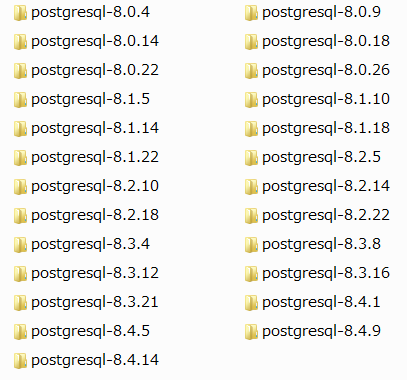 postgresql-8.0.4
postgresql-8.0.9
postgresql-8.0.14
postgresql-8.0.18
postgresql-8.0.22
postgresql-8.0.26
postgresql-8.1.5
postgresql-8.1.10
postgresql-8.1.14
postgresql-8.1.18
postgresql-8.1.22
postgresql-8.2.5
postgresql-8.2.10
postgresql-8.2.14
postgresql-8.2.18
postgresql-8.2.22
postgresql-8.3.4
postgresql-8.3.8
postgresql-8.3.12
postgresql-8.3.16
postgresql-8.3.21
postgresql-8.4.1
postgresql-8.4.5
postgresql-8.4.9
postgresql-8.4.14